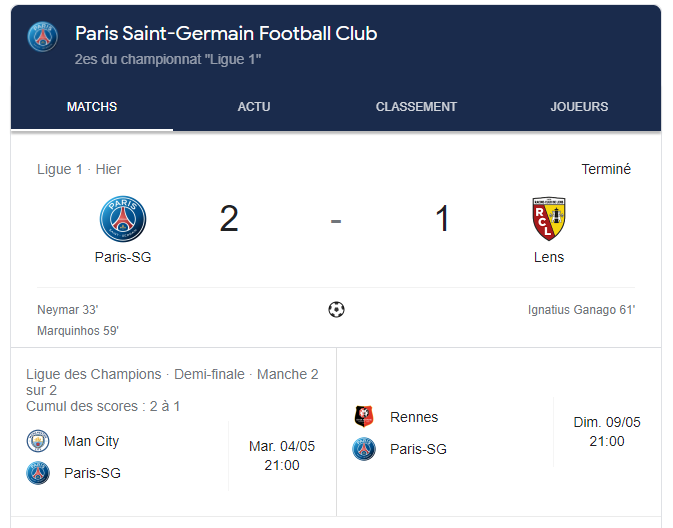 Paris Saint-Germain Football Club
2es du championnat "Ligue 1"
MATCHS ACTU CLASSEMENT JOUEURS
Ligue 1 · Hier Terminé
PARIS
RCL
2 - 1
Paris-SG Lens
Neymar 33' Ignatius Ganago 61'
Marquinhos 59'
Ligue des Champions · Demi-finale · Manche 2
sur 2
Cumul des scores : 2 à 1
Man City
Paris-SG
Mar. 04/05
21:00
Rennes
Paris-SG
Dim. 09/05
21:00